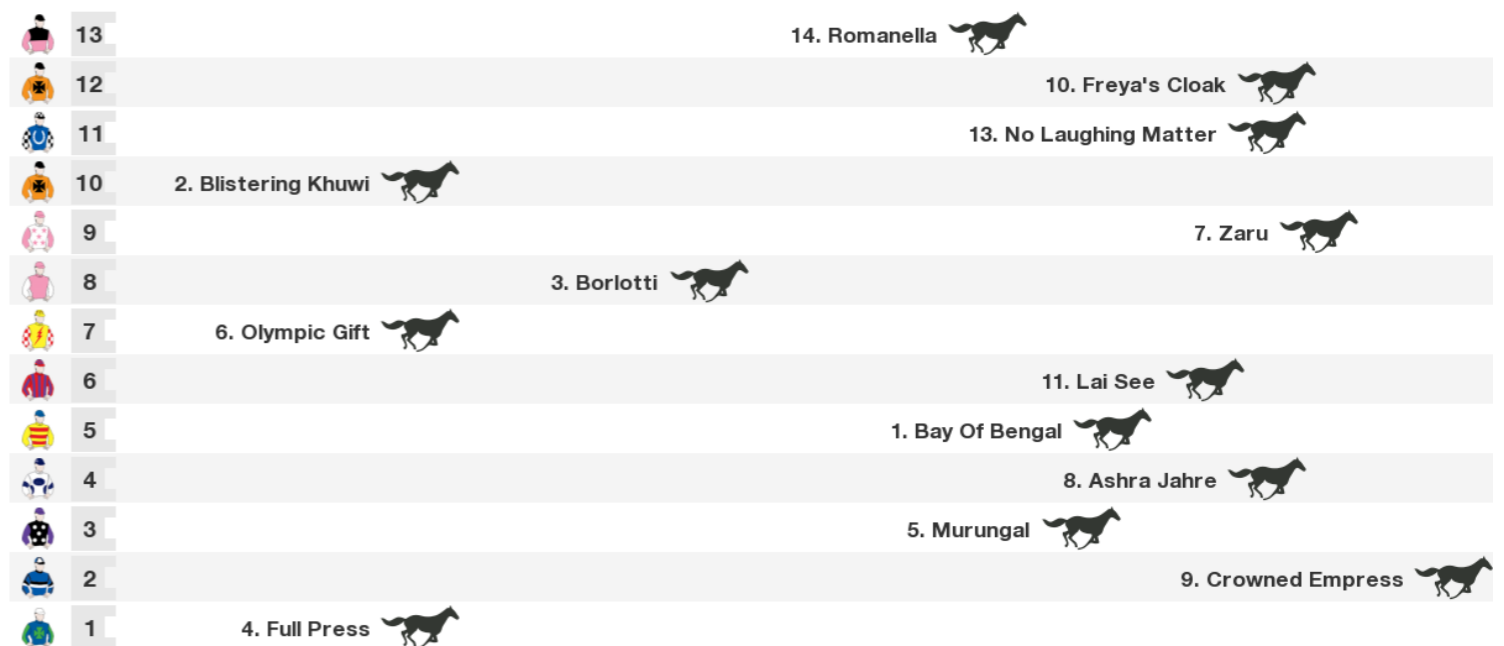 13 14. Romanella
12 10. Freya's Cloak
11 13. No Laughing Matter
10 2. Blistering Khuwi
9 7. Zaru
8 3. Borlotti
7 6. Olympic Gift
6 11. Lai See
5 1. Bay Of Bengal
4 8. Ashra Jahre
3 5. Murungal
2 9. Crowned Empress
1 4. Full Press